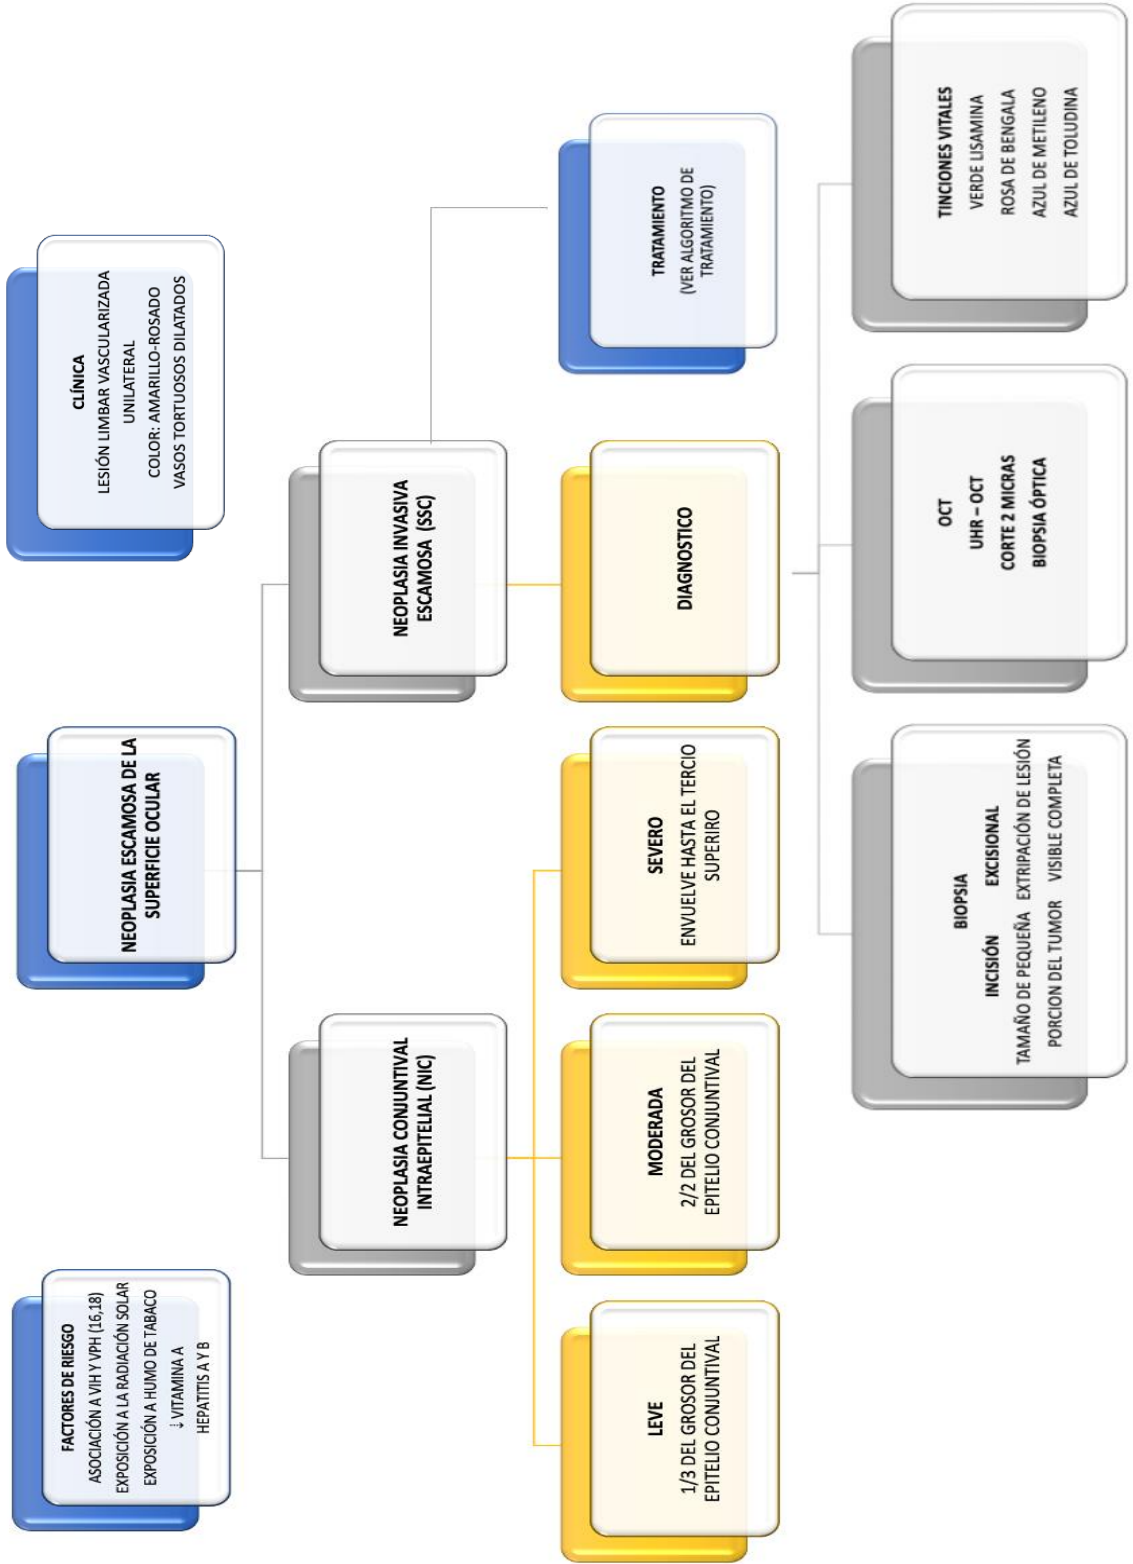 FACTORES DE RIESGO
ASOCIACIÓN A VIH Y VPH (16,18)
EXPOSICIÓN A LA RADIACIÓN SOLAR
EXPOSICIÓN A HUMO DE TABACO
↓ VITAMINA A
HEPATITIS A Y B
NEOPLASIA ESCAMOSA DE LA
SUPERFICIE OCULAR
CLÍNICA
LESIÓN LIMBAR VASCULARIZADA
UNILATERAL
COLOR: AMARILLO-ROSADO
VASOS TORTUOSOS DILATADOS
NEOPLASIA CONJUNTIVAL
INTRAEPITELIAL (NIC)
NEOPLASIA INVASIVA
ESCAMOSA (SSC)
LEVE
1/3 DEL GROSOR DEL
EPITELIO CONJUNTIVAL
MODERADA
2/2 DEL GROSOR DEL
EPITELIO CONJUNTIVAL
SEVERO
ENVUELVE HASTA EL TERCIO
SUPERIRO
DIAGNOSTICO
TRATAMIENTO
(VER ALGORITMO DE
TRATAMIENTO)
BIOPSIA
INCISIÓN EXCISIONAL
TAMAÑO DE PEQUEÑA EXTRIPACIÓN DE LESIÓN
PORCION DEL TUMOR VISIBLE COMPLETA
OCT
UHR – OCT
CORTE 2 MICRAS
BIOPSIA ÓPTICA
TINCIONES VITALES
VERDE LISAMINA
ROSA DE BENGALA
AZUL DE METILENO
AZUL DE TOLUDINA